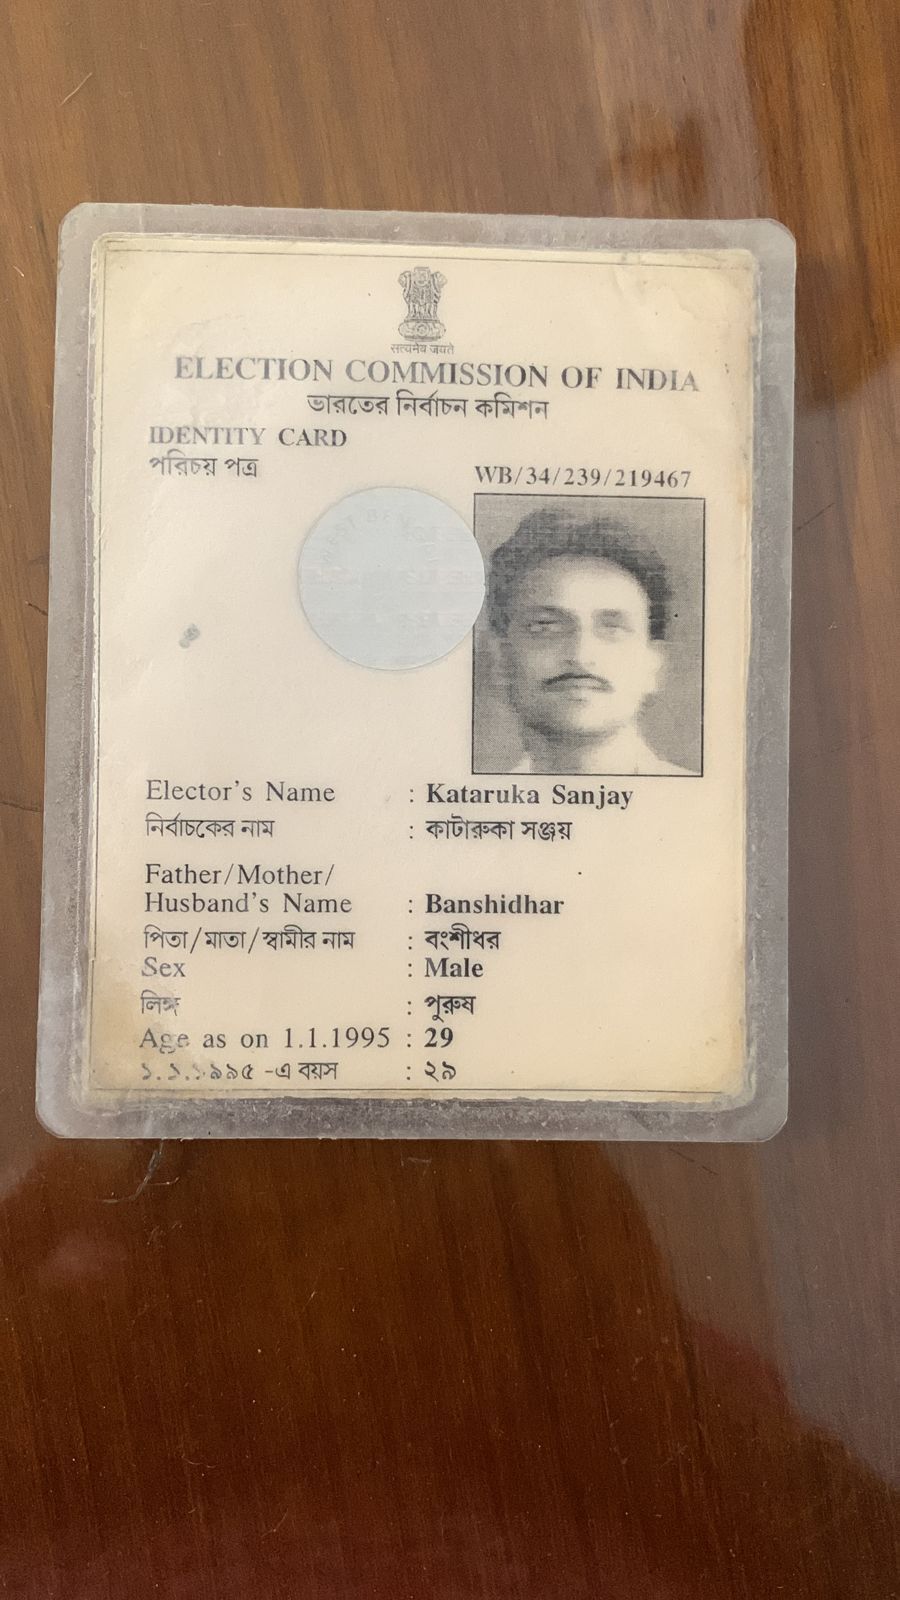 सत्यमेव जयते
ELECTION COMMISSION OF INDIA
ভারতের নির্বাচন কমিশন
IDENTITY CARD
পরিচয় পত্র
WB/34/239/219467
WEST BEN
Elector's Name : Kataruka Sanjay
নির্বাচকের নাম : কাটারুকা সঞ্জয়
Father/Mother/
Husband's Name : Banshidhar
পিতা/মাতা/স্বামীর নাম : বংশীধর
Sex : Male
লিঙ্গ : পুরুষ
Age as on 1.1.1995 : 29
১.১.১৯৯৫ -এ বয়স : ২৯